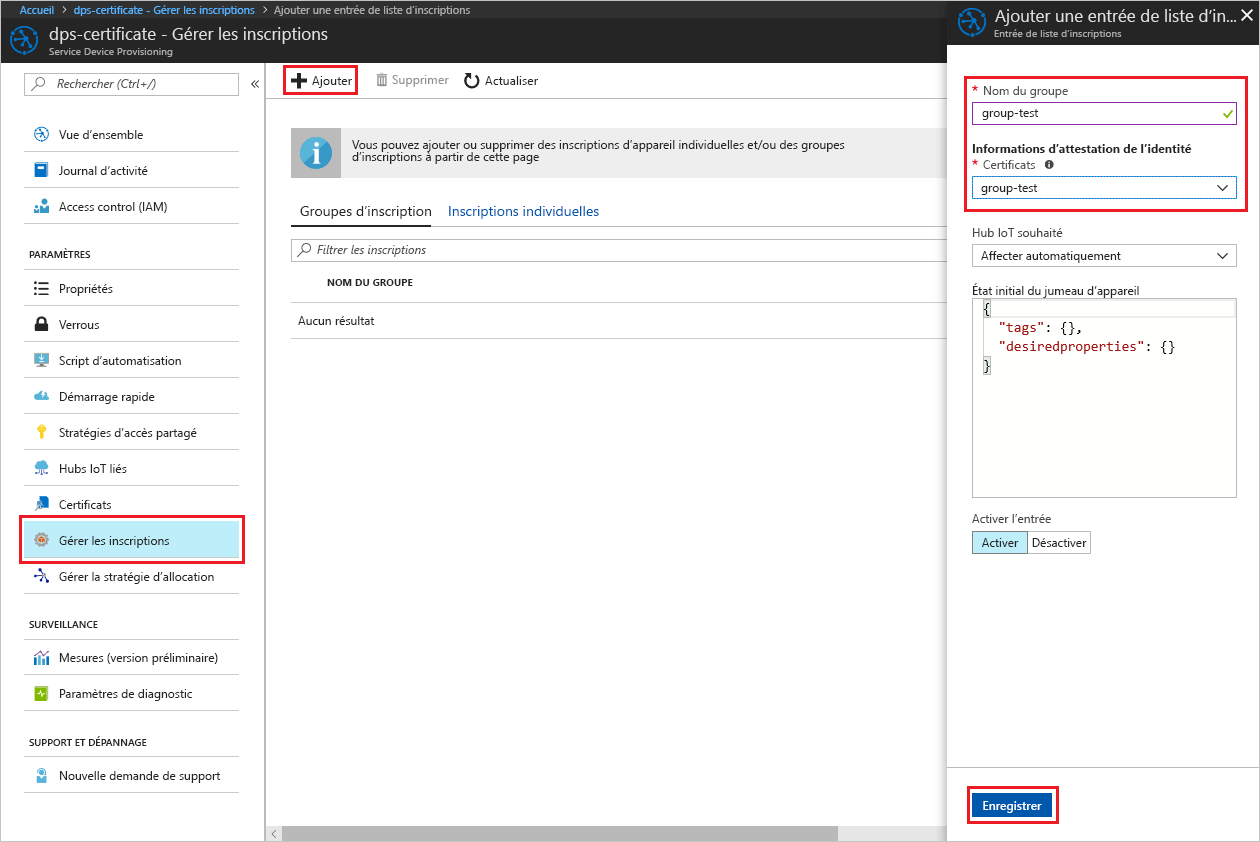 Accueil > dps-certificate - Gérer les inscriptions > Ajouter une entrée de liste d'inscriptions
dps-certificate - Gérer les inscriptions
Service Device Provisioning
Rechercher (Ctrl+/)
«
Vue d'ensemble
Journal d'activité
Access control (IAM)
PARAMÈTRES
Propriétés
Verrous
Script d'automatisation
Démarrage rapide
Stratégies d'accès partagé
Hubs IoT liés
Certificats
Gérer les inscriptions
Gérer la stratégie d'allocation
SURVEILLANCE
Mesures (version préliminaire)
Paramètres de diagnostic
SUPPORT ET DÉPANNAGE
Nouvelle demande de support
Ajouter
Supprimer
Actualiser
Vous pouvez ajouter ou supprimer des inscriptions d'appareil individuelles et/ou des groupes
d'inscriptions à partir de cette page
Groupes d'inscription
Inscriptions individuelles
Filtrer les inscriptions
NOM DU GROUPE
Aucun résultat
Ajouter une entrée de liste d'in...
Entrée de liste d'inscriptions
* Nom du groupe
group-test
Informations d'attestation de l'identité
* Certificats
group-test
Hub IoT souhaité
Affecter automatiquement
État initial du jumeau d'appareil
{
"tags": {},
"desiredproperties": {}
}
Activer l'entrée
Activer
Désactiver
Enregistrer